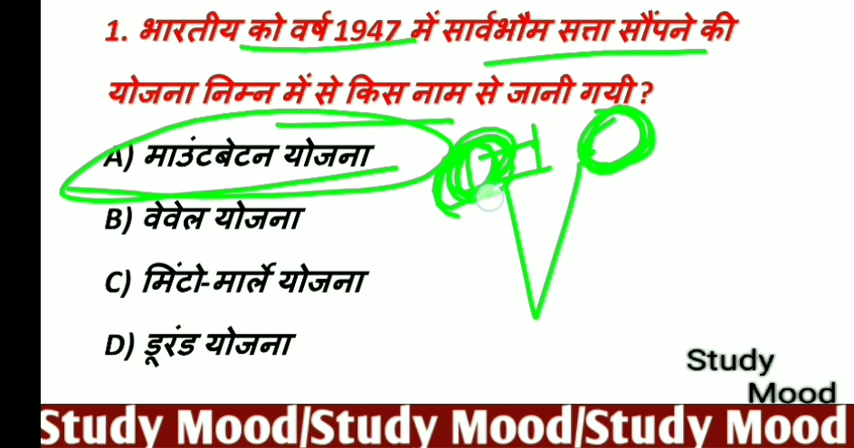 1. भारतीय को वर्ष 1947 में सार्वभौम सत्ता सौंपने की
योजना निम्न में से किस नाम से जानी गयी ?
A) माउंटबेटन योजना
B) वेवेल योजना
C) मिंटो-मार्ले योजना
D) डूरंड योजना
Study
Mood
Study Mood/Study Mood/Study Mood